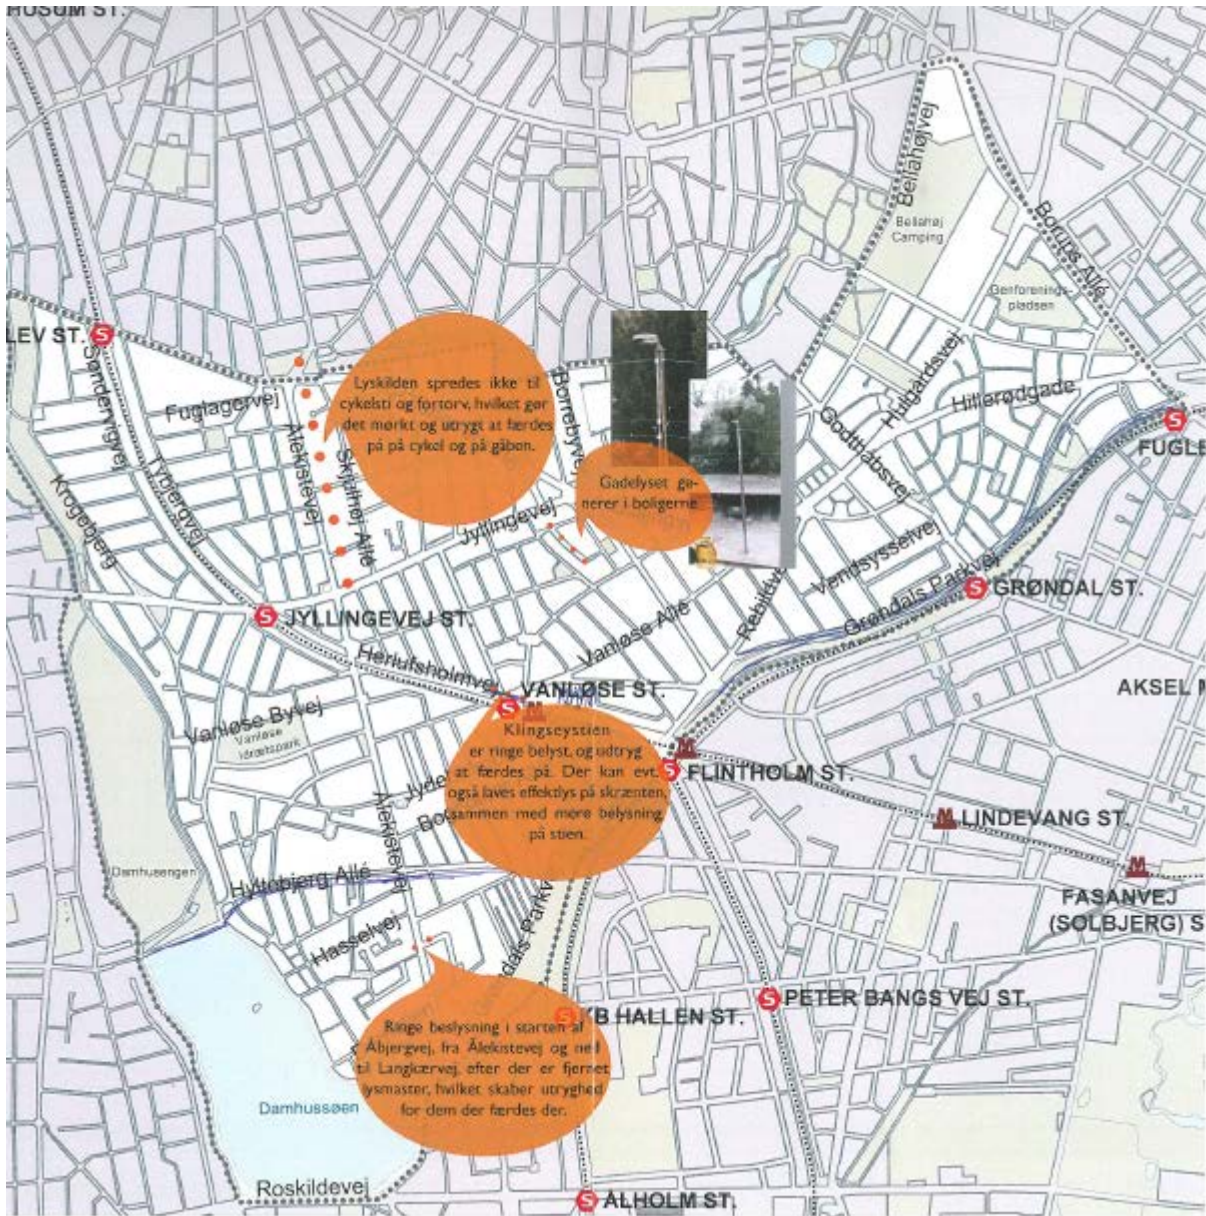 HUSUM ST.
Bellahøjvej
Bellahøj
Camping
Borups Allé
Genforenings-
pladsen
LEV ST.
Søndervigvej
Fuglagervej
Tybjergvej
Ålekistevej
Skjulhøj Allé
Krogebjerg
Lyskilden spredes ikke til
cykelsti og fortorv, hvilket gør
det mørkt og utrygt at færdes
på på cykel og på gåben.
Borrebyvej
Hulgårdsvej
Hillerødgade
Godthåbsvej
FUGLE
Gadelyset ge-
nerer i boligerne
Jyllingevej
Vendsysselvej
Grøndals Parkvej
GRØNDAL ST.
Rebildvej
JYLLINGEVEJ ST.
Vanløse Allé
Herlufsholmvej
VANLØSE ST.
AKSEL M
Vanløse Byvej
Vanløse
Idrætspark
Klingseystien
er ringe belyst, og udtryg
at færdes på. Der kan evt.
også laves effektlys på skrænten,
sammen med mere belysning
på stien.
FLINTHOLM ST.
Jyde
Ålekistevej
LINDEVANG ST.
Damhusengen
Hyltebjerg Allé
FASANVEJ
(SOLBJERG) S
Hasselvej
ndals Parkv
PETER BANGS VEJ ST.
KB HALLEN ST.
Ringe beslysning i starten af
Åbjergvej, fra Ålekistevej og ned
til Langkærvej, efter der er fjernet
lysmaster, hvilket skaber utryghed
for dem der færdes der.
Damhussøen
Roskildevej
ÅLHOLM ST.